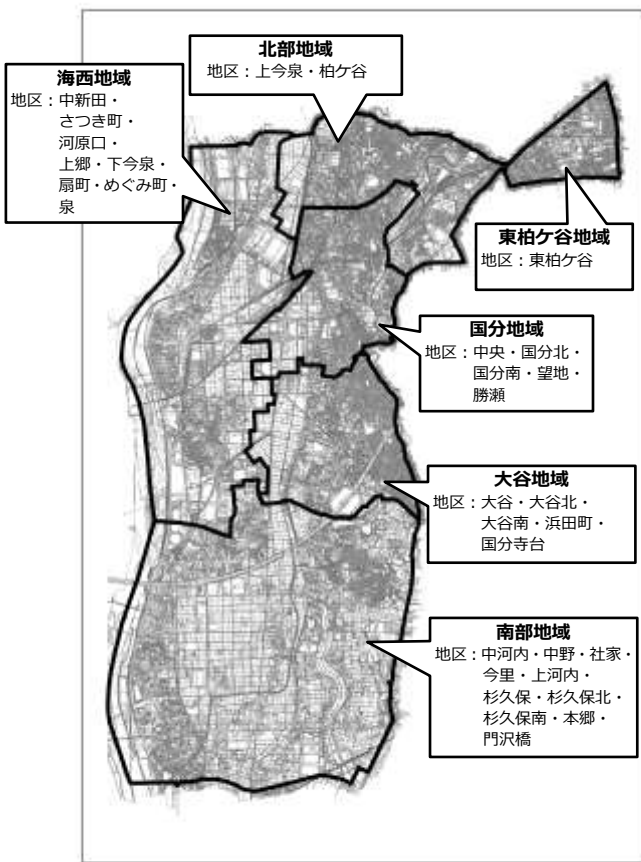 北部地域
地区：上今泉・柏ケ谷
海西地域
地区：中新田・
さつき町・
河原口・
上郷・下今泉・
扇町・めぐみ町・
泉
東柏ケ谷地域
地区：東柏ケ谷
国分地域
地区：中央・国分北・
国分南・望地・
勝瀬
大谷地域
地区：大谷・大谷北・
大谷南・浜田町・
国分寺台
南部地域
地区：中河内・中野・社家・
今里・上河内・
杉久保・杉久保北・
杉久保南・本郷・
門沢橋